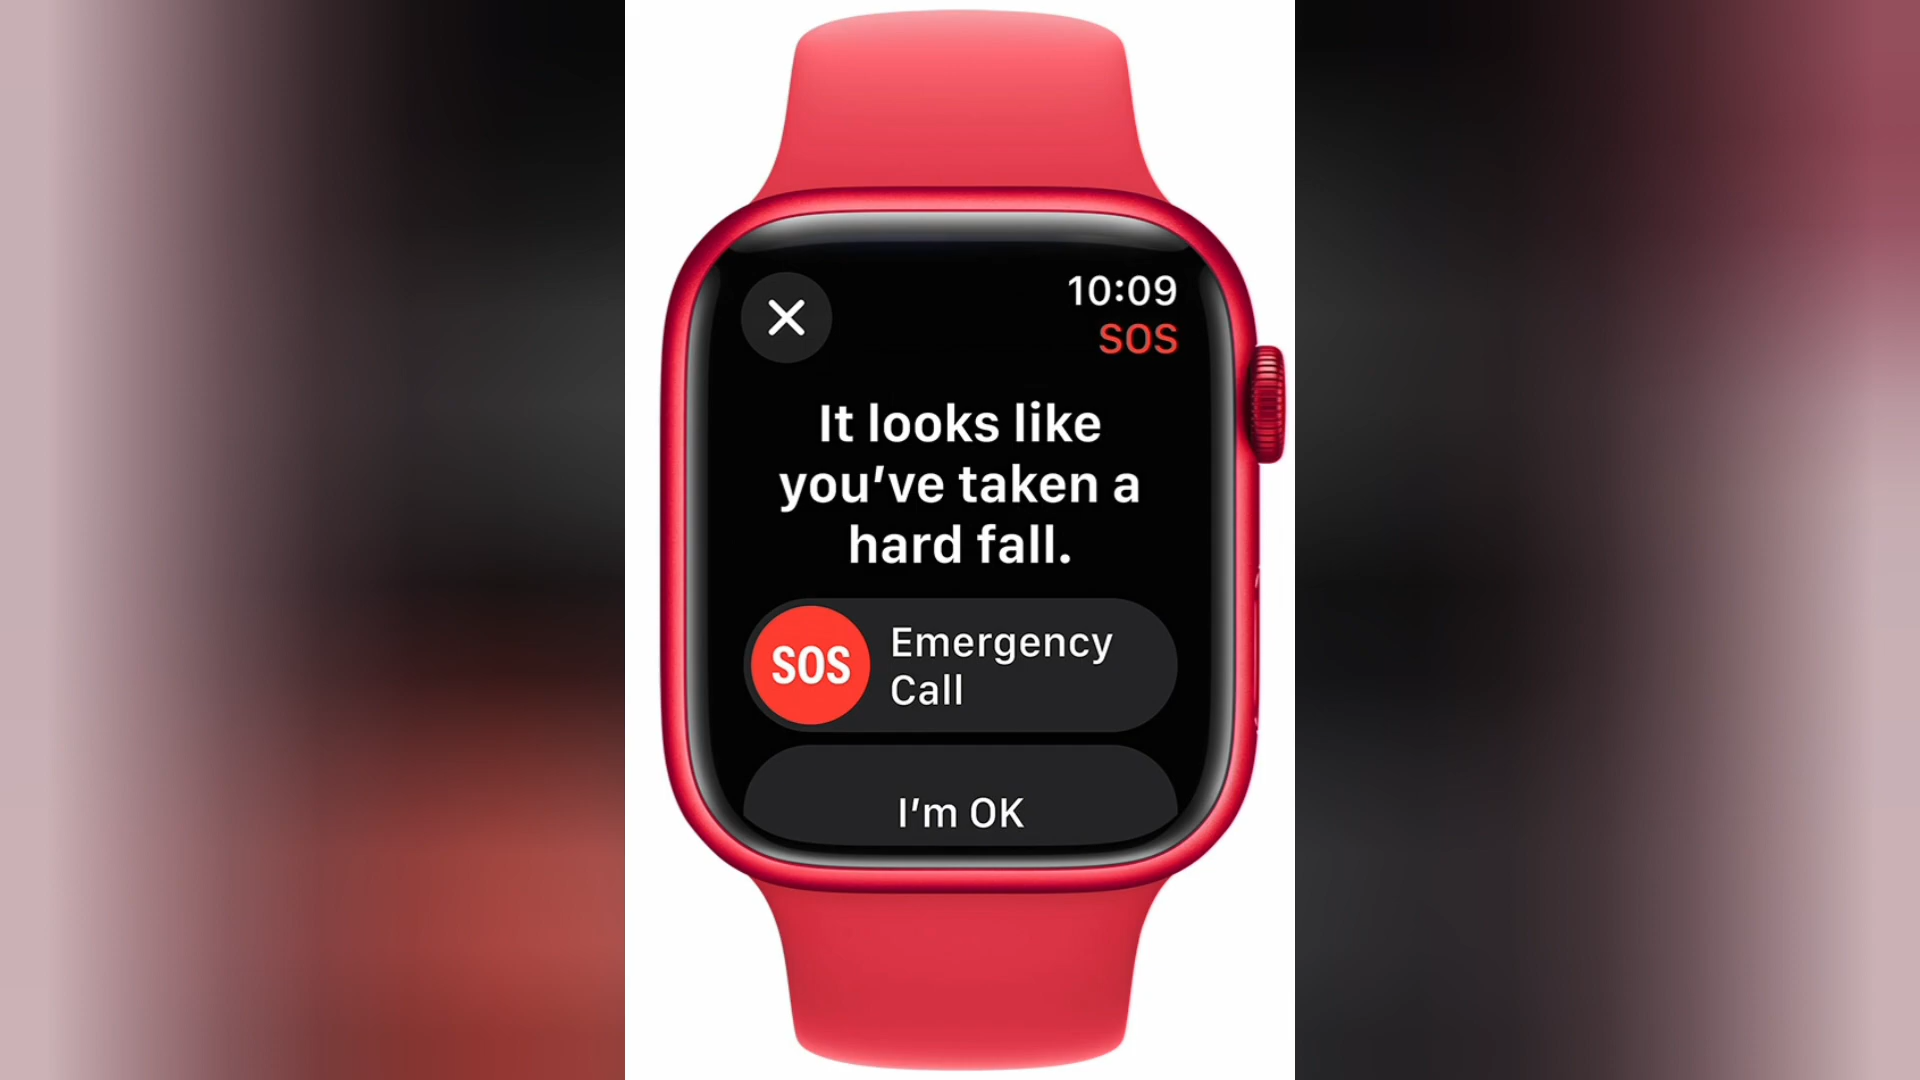 10:09
SOS
It looks like
you’ve taken a
hard fall.
SOS
Emergency
Call
I’m OK